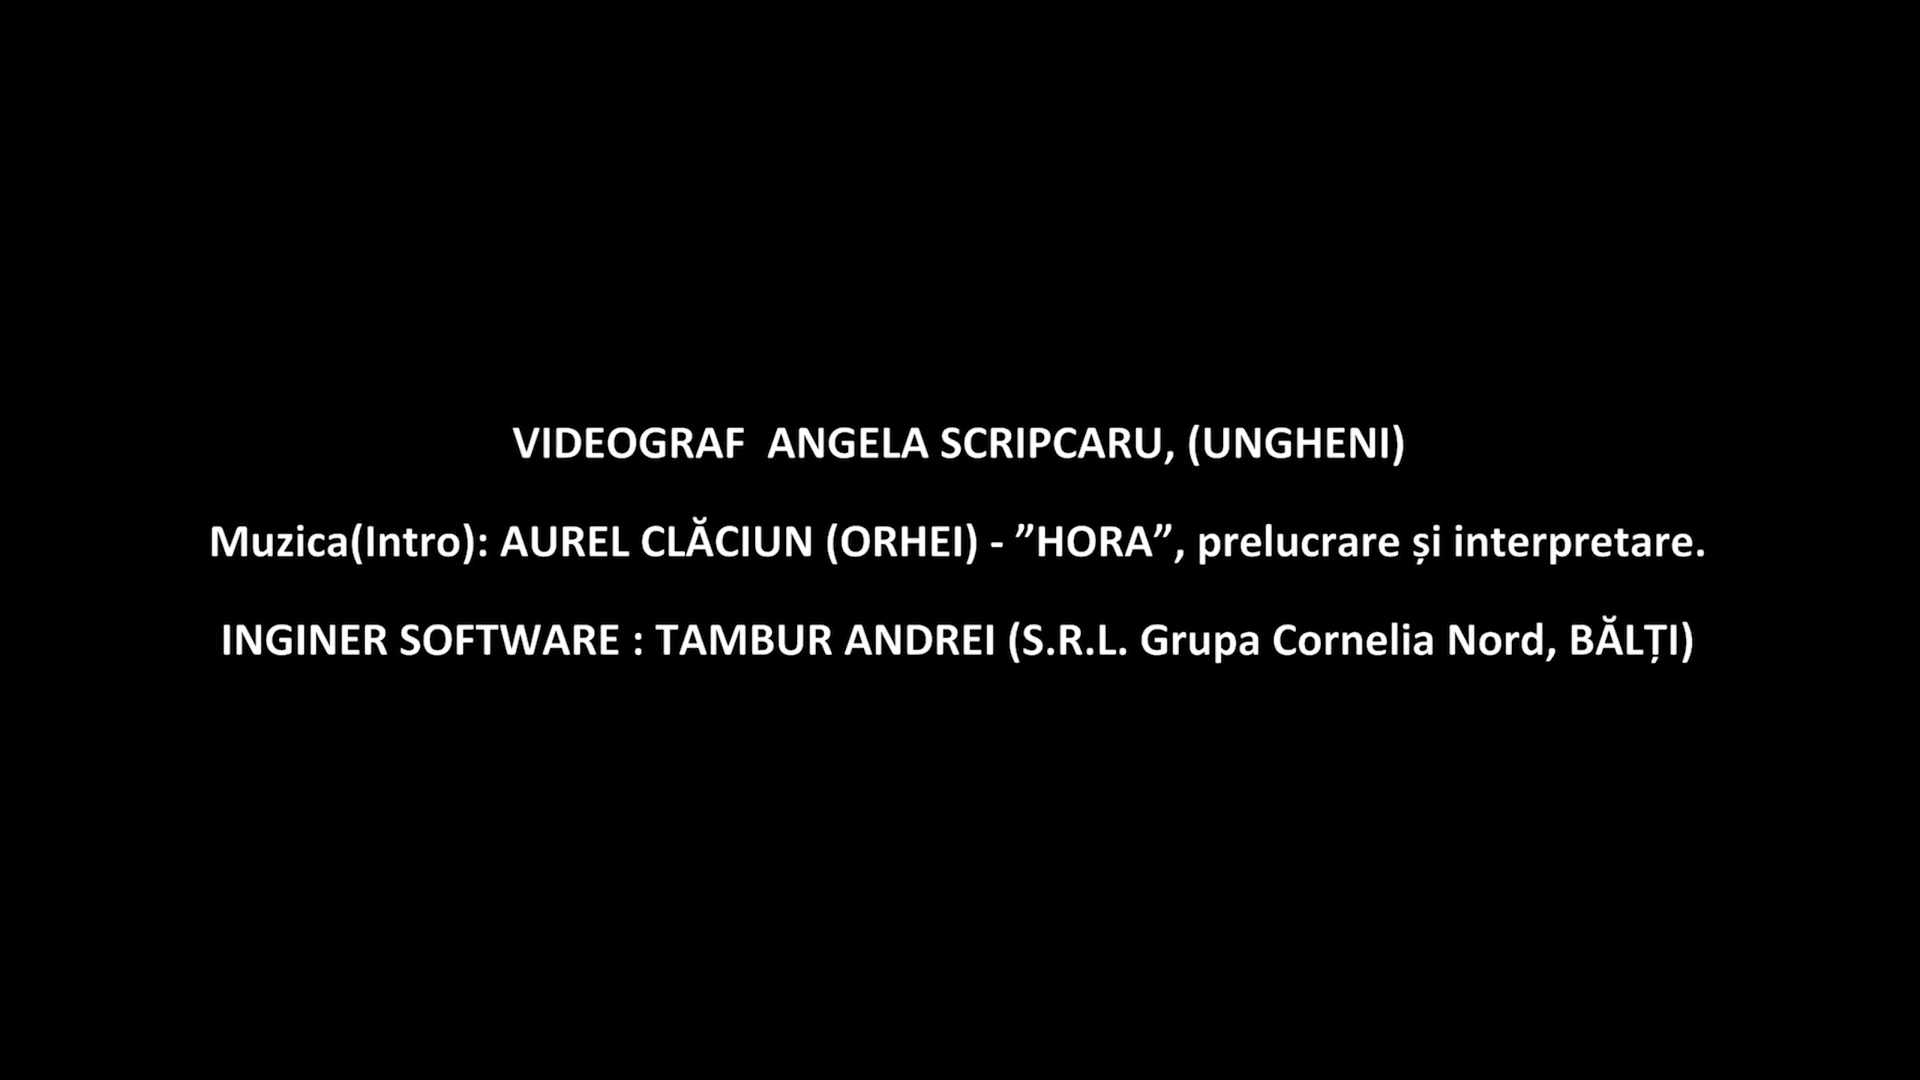 VIDEOGRAF  ANGELA SCRIPCARU, (UNGHENI)
Muzica(Intro): AUREL CLĂCIUN (ORHEI) - ”HORA”, prelucrare și interpretare.
INGINER SOFTWARE : TAMBUR ANDREI (S.R.L. Grupa Cornelia Nord, BĂLȚI)